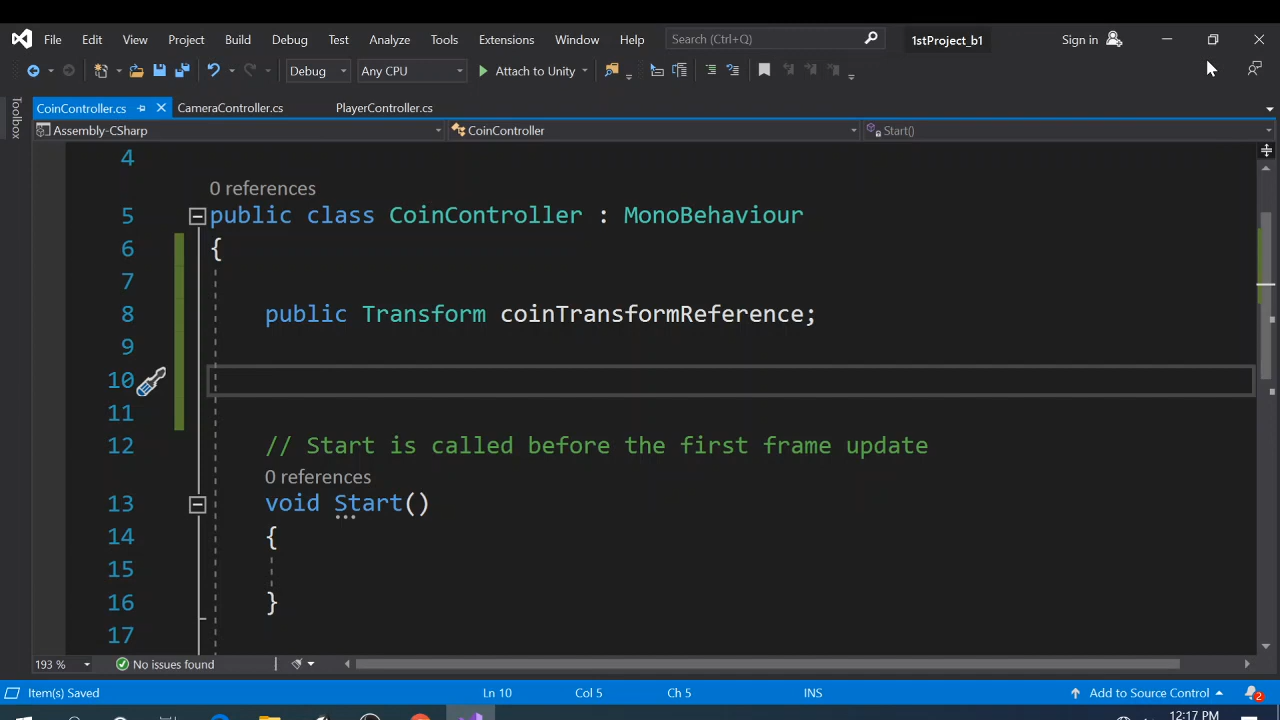 File Edit View Project Build Debug Test Analyze Tools Extensions Window Help Search (Ctrl+Q) 1stProject_b1 Sign in
Debug Any CPU Attach to Unity
CoinController.cs CameraController.cs PlayerController.cs
Toolbox
Assembly-CSharp CoinController Start()
4
0 references
5 public class CoinController : MonoBehaviour
6 {
7
8 public Transform coinTransformReference;
9
10
11
12 // Start is called before the first frame update
0 references
13 void Start()
14 {
15
16 }
17
193 % No issues found
Item(s) Saved Ln 10 Col 5 Ch 5 INS Add to Source Control 2
12:17 PM